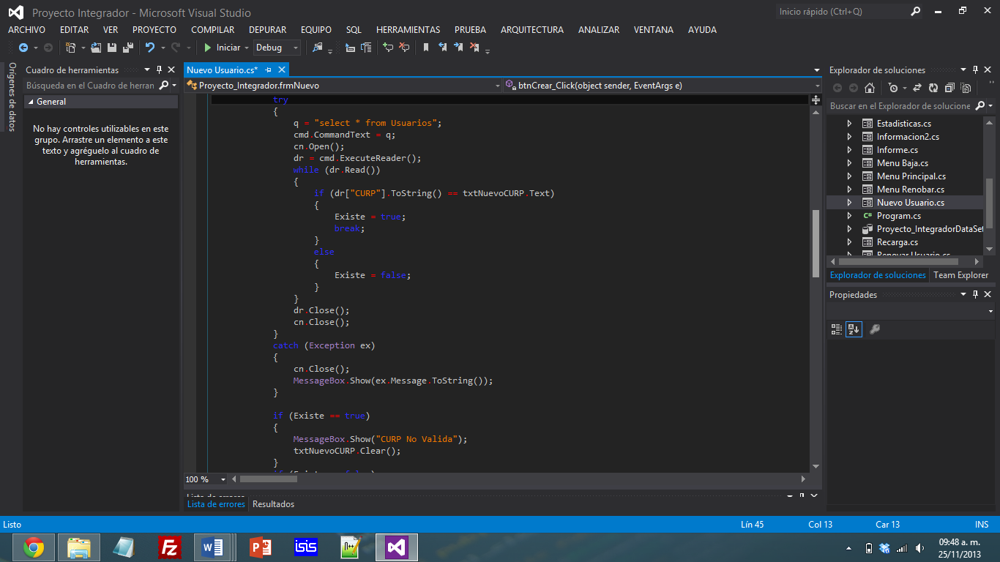 Proyecto Integrador - Microsoft Visual Studio
Inicio rápido (Ctrl+Q)
ARCHIVO EDITAR VER PROYECTO COMPILAR DEPURAR EQUIPO SQL HERRAMIENTAS PRUEBA ARQUITECTURA ANALIZAR VENTANA AYUDA
Iniciar Debug
Orígenes de datos
Cuadro de herramientas
Búsqueda en el Cuadro de herran
General
No hay controles utilizables en este
grupo. Arrastre un elemento a este
texto y agréguelo al cuadro de
herramientas.
Nuevo Usuario.cs*
Proyecto_Integrador.frmNuevo
btnCrear_Click(object sender, EventArgs e)
try
{
q = "select * from Usuarios";
cmd.CommandText = q;
cn.Open();
dr = cmd.ExecuteReader();
while (dr.Read())
{
if (dr["CURP"].ToString() == txtNuevoCURP.Text)
{
Existe = true;
break;
}
else
{
Existe = false;
}
}
dr.Close();
cn.Close();
}
catch (Exception ex)
{
cn.Close();
MessageBox.Show(ex.Message.ToString());
}
if (Existe == true)
{
MessageBox.Show("CURP No Valida");
txtNuevoCURP.Clear();
}
100 %
Lista de errores
Lista de errores Resultados
Explorador de soluciones
Buscar en el Explorador de soluciones
Estadisticas.cs
Informacion2.cs
Informe.cs
Menu Baja.cs
Menu Principal.cs
Menu Renobar.cs
Nuevo Usuario.cs
C# Program.cs
Proyecto_IntegradorDataSet
Recarga.cs
Renovar Usuario.cs
Explorador de soluciones Team Explorer
Propiedades
Listo
Lín 45 Col 13 Car 13 INS
isis
09:48 a. m.
25/11/2013